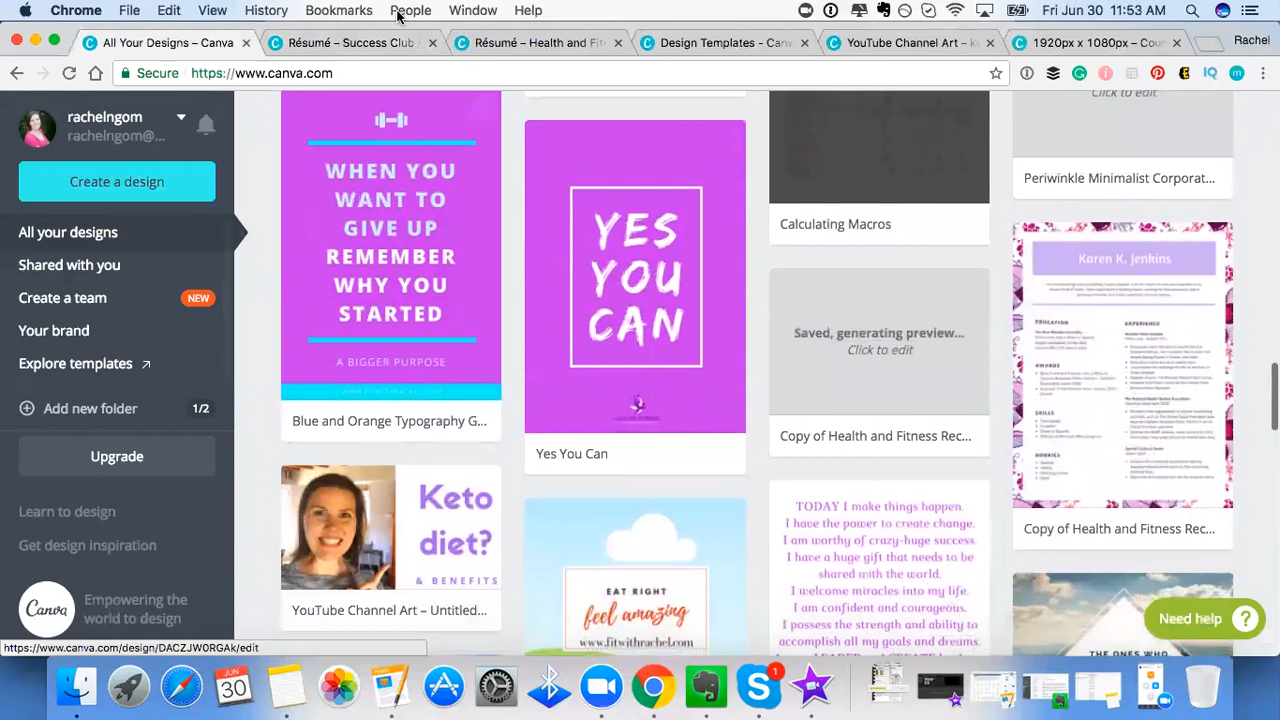 Chrome File Edit View History Bookmarks People Window Help Fri Jun 30 11:53 AM
All Your Designs – Canva × Résumé – Success Club × Résumé – Health and Fit × Design Templates – Canva × YouTube Channel Art – × 1920px x 1080px – Cou × Rachel
Secure https://www.canva.com
rachelngom
rachelngom@...
Create a design
All your designs
Shared with you
Create a team NEW
Your brand
Explore templates
Add new folder 1/2
Upgrade
Learn to design
Get design inspiration
Canva
Empowering the
world to design
https://www.canva.com/design/DACZJW0RGAk/edit
WHEN YOU
WANT TO
GIVE UP
REMEMBER
WHY YOU
STARTED
A BIGGER PURPOSE
Blue and Orange Typography G...
Keto
diet?
& BENEFITS
YouTube Channel Art – Untitled...
YES
YOU
CAN
Yes You Can
EAT RIGHT
feel amazing
www.fitwithrachel.com
Calculating Macros
Saved, generating preview...
Click to edit
Copy of Health and Fitness Rec...
TODAY I make things happen.
I have the power to create change.
I am worthy of crazy-huge success.
I have a huge gift that needs to be
shared with the world.
I welcome miracles into my life.
I am confident and courageous.
I possess the strength and ability to
accomplish all my goals and dreams.
Click to edit
Periwinkle Minimalist Corporat...
Karen K. Jenkins
EDUCATION
EXPERIENCE
AWARDS
SKILLS
HOBBIES
Copy of Health and Fitness Rec...
THE ONES WHO
Need help ?
JUN
30
1